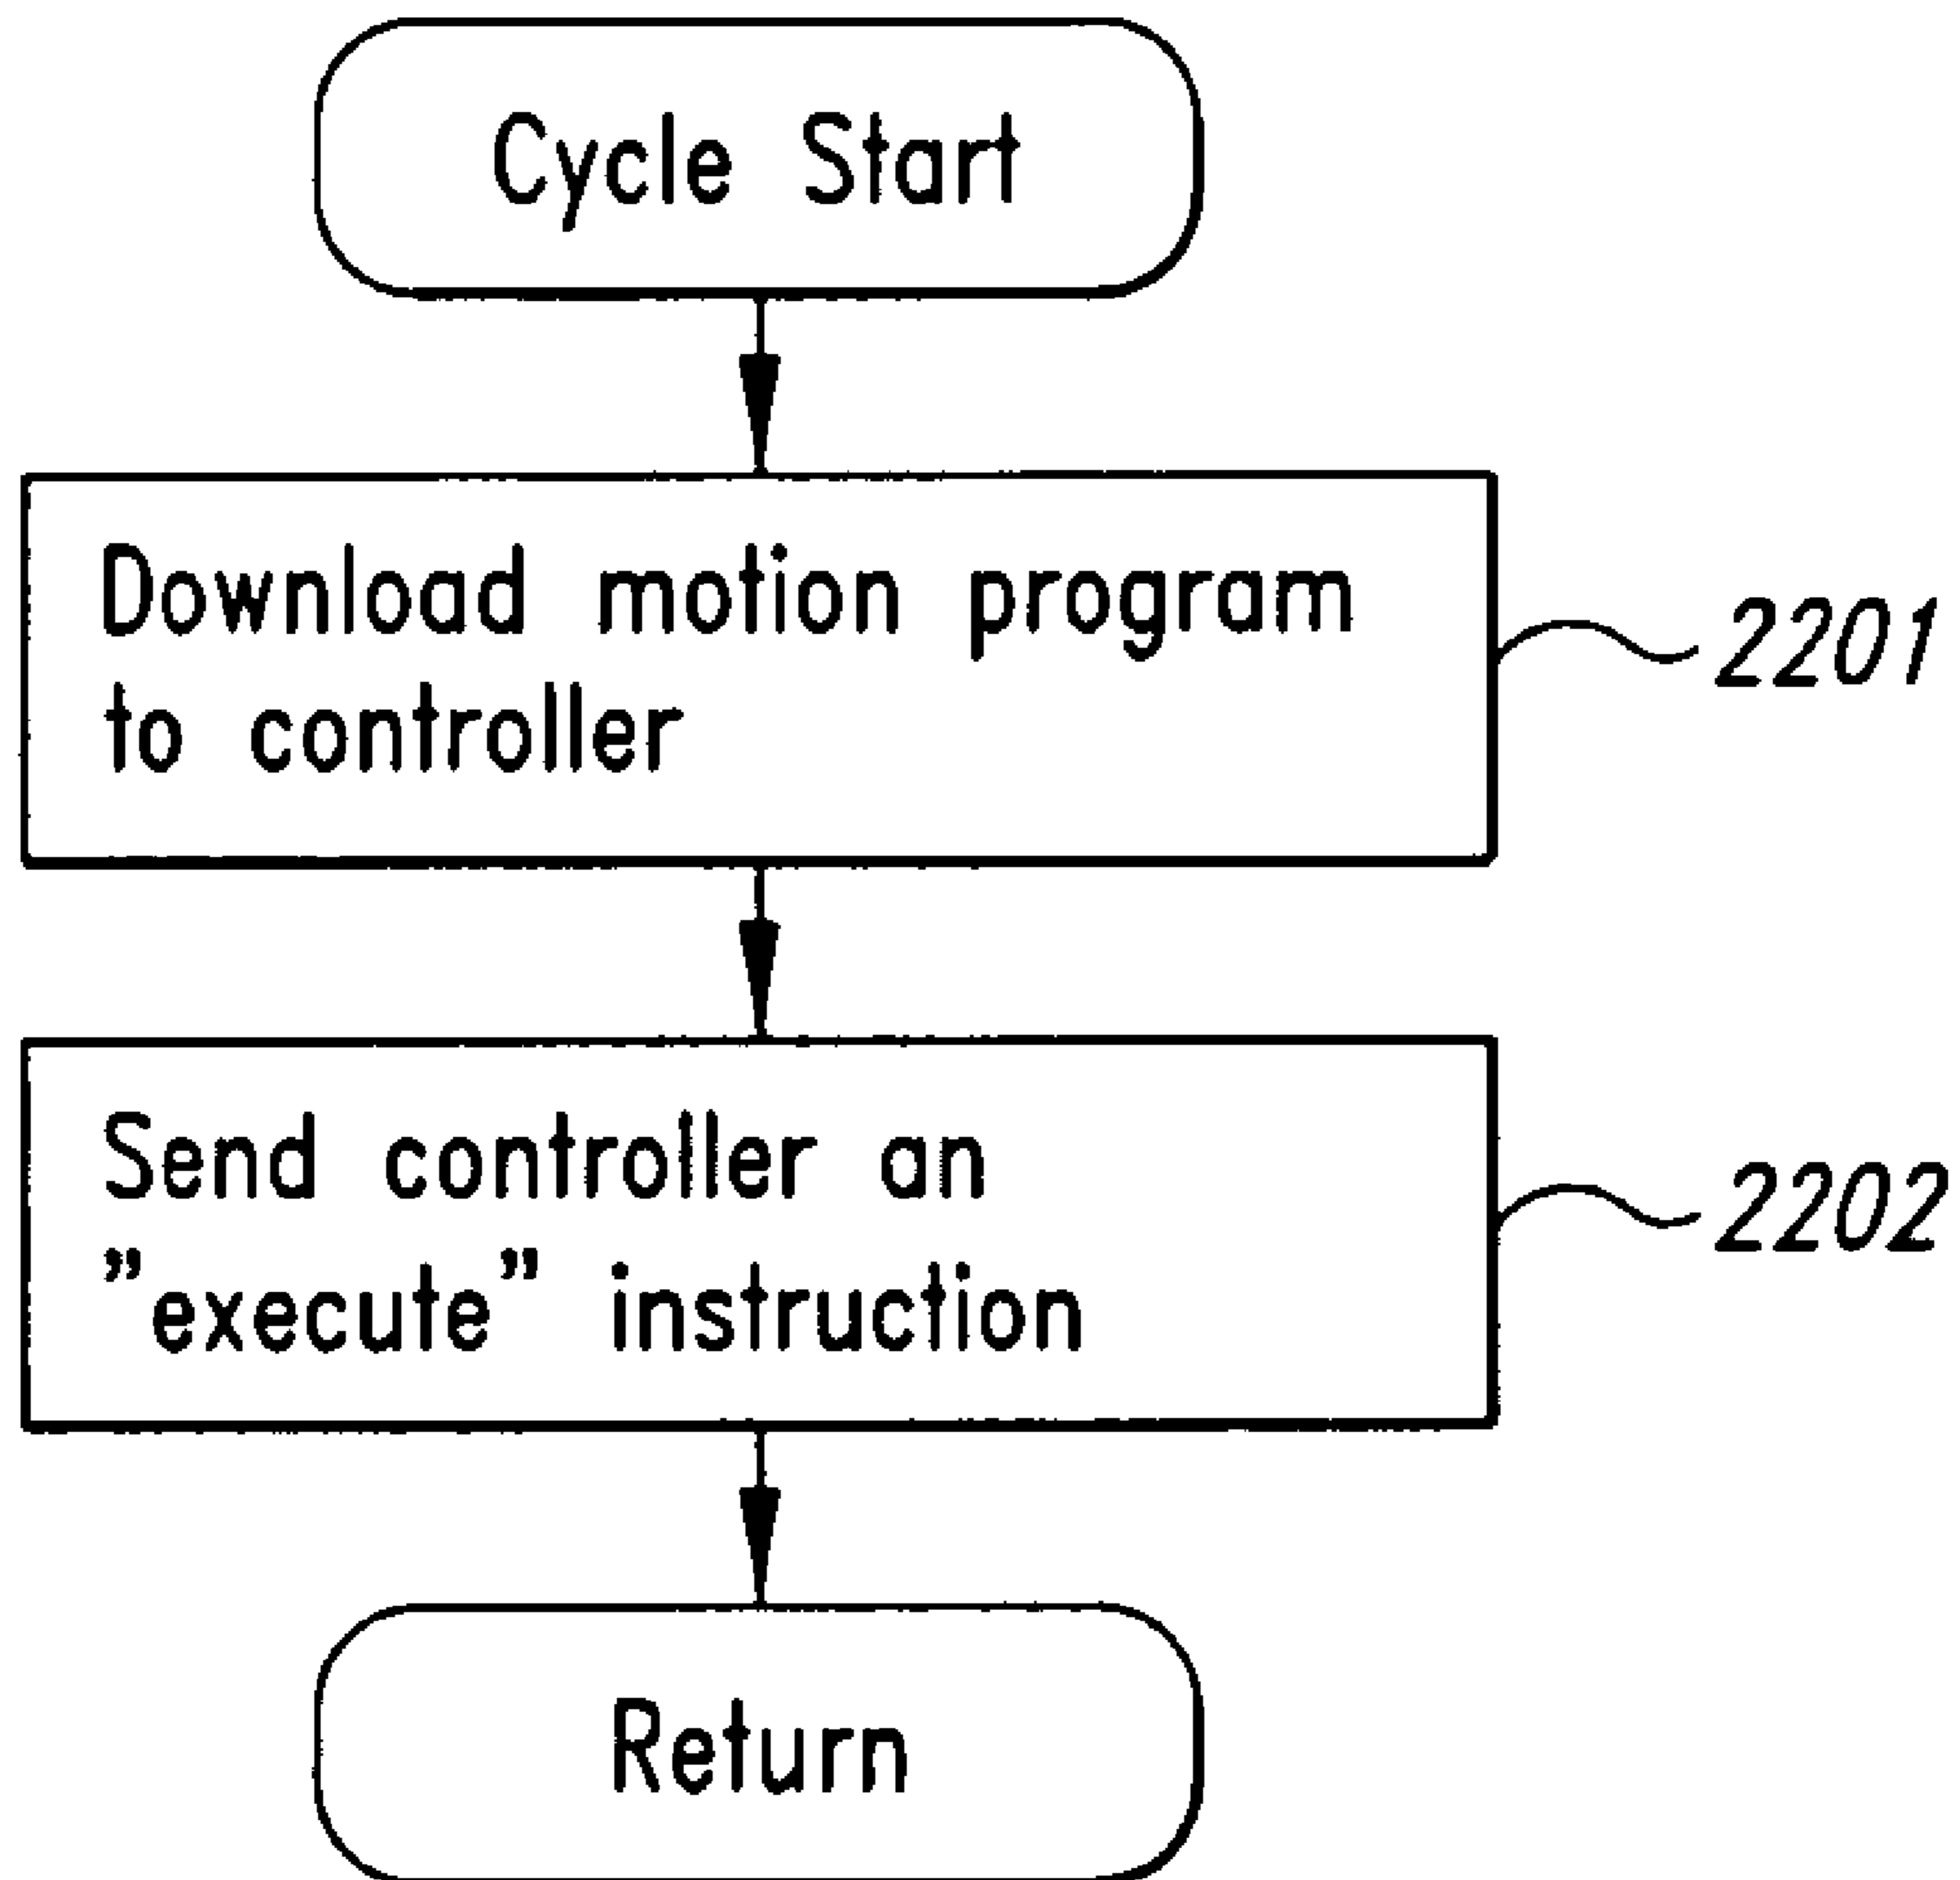 Cycle Start
Download motion program
to controller
2201
Send controller an
”execute” instruction
2202
Return